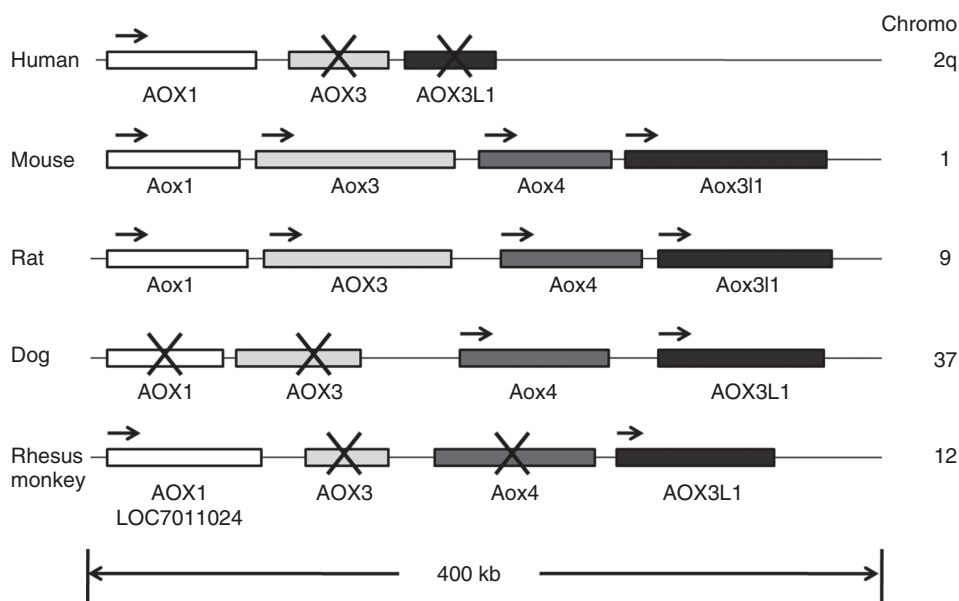 Chromo
Human 2q
AOX1 AOX3 AOX3L1
Mouse 1
Aox1 Aox3 Aox4 Aox3l1
Rat 9
Aox1 AOX3 Aox4 Aox3l1
Dog 37
AOX1 AOX3 Aox4 AOX3L1
Rhesus 12
monkey
AOX1 AOX3 Aox4 AOX3L1
LOC7011024
400 kb